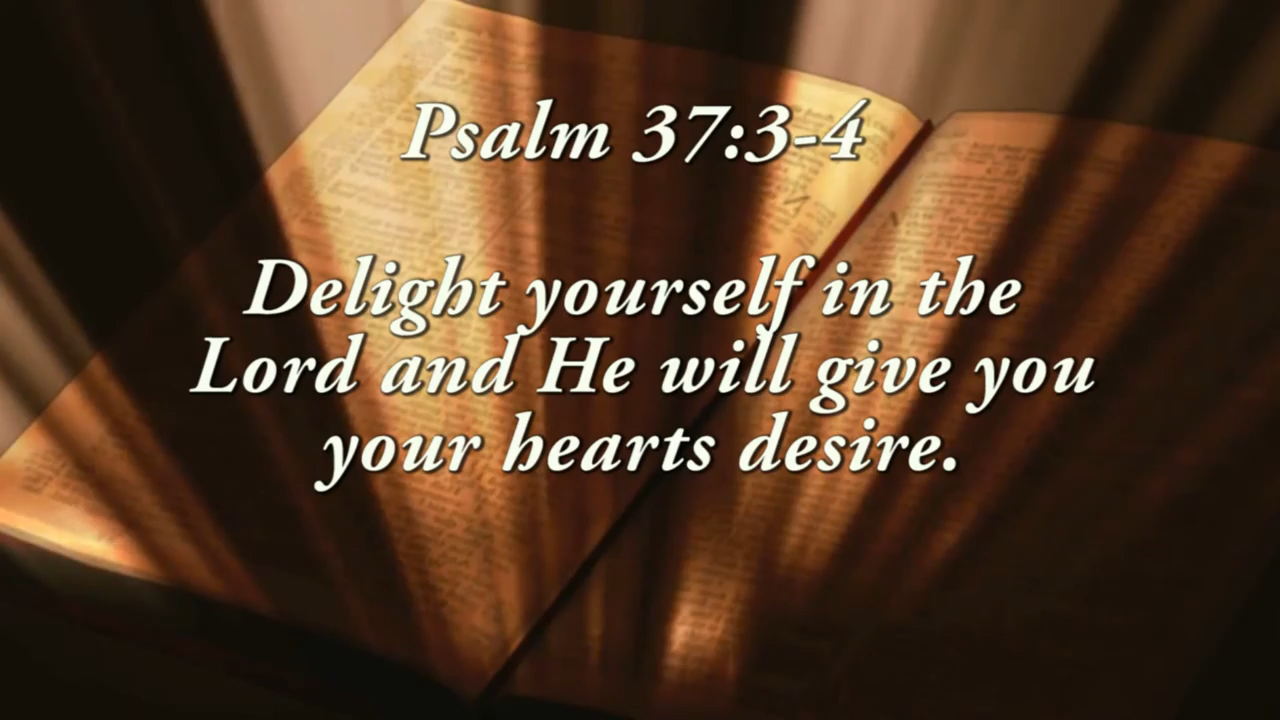 Psalm 37:3-4
Delight yourself in the
Lord and He will give you
your hearts desire.